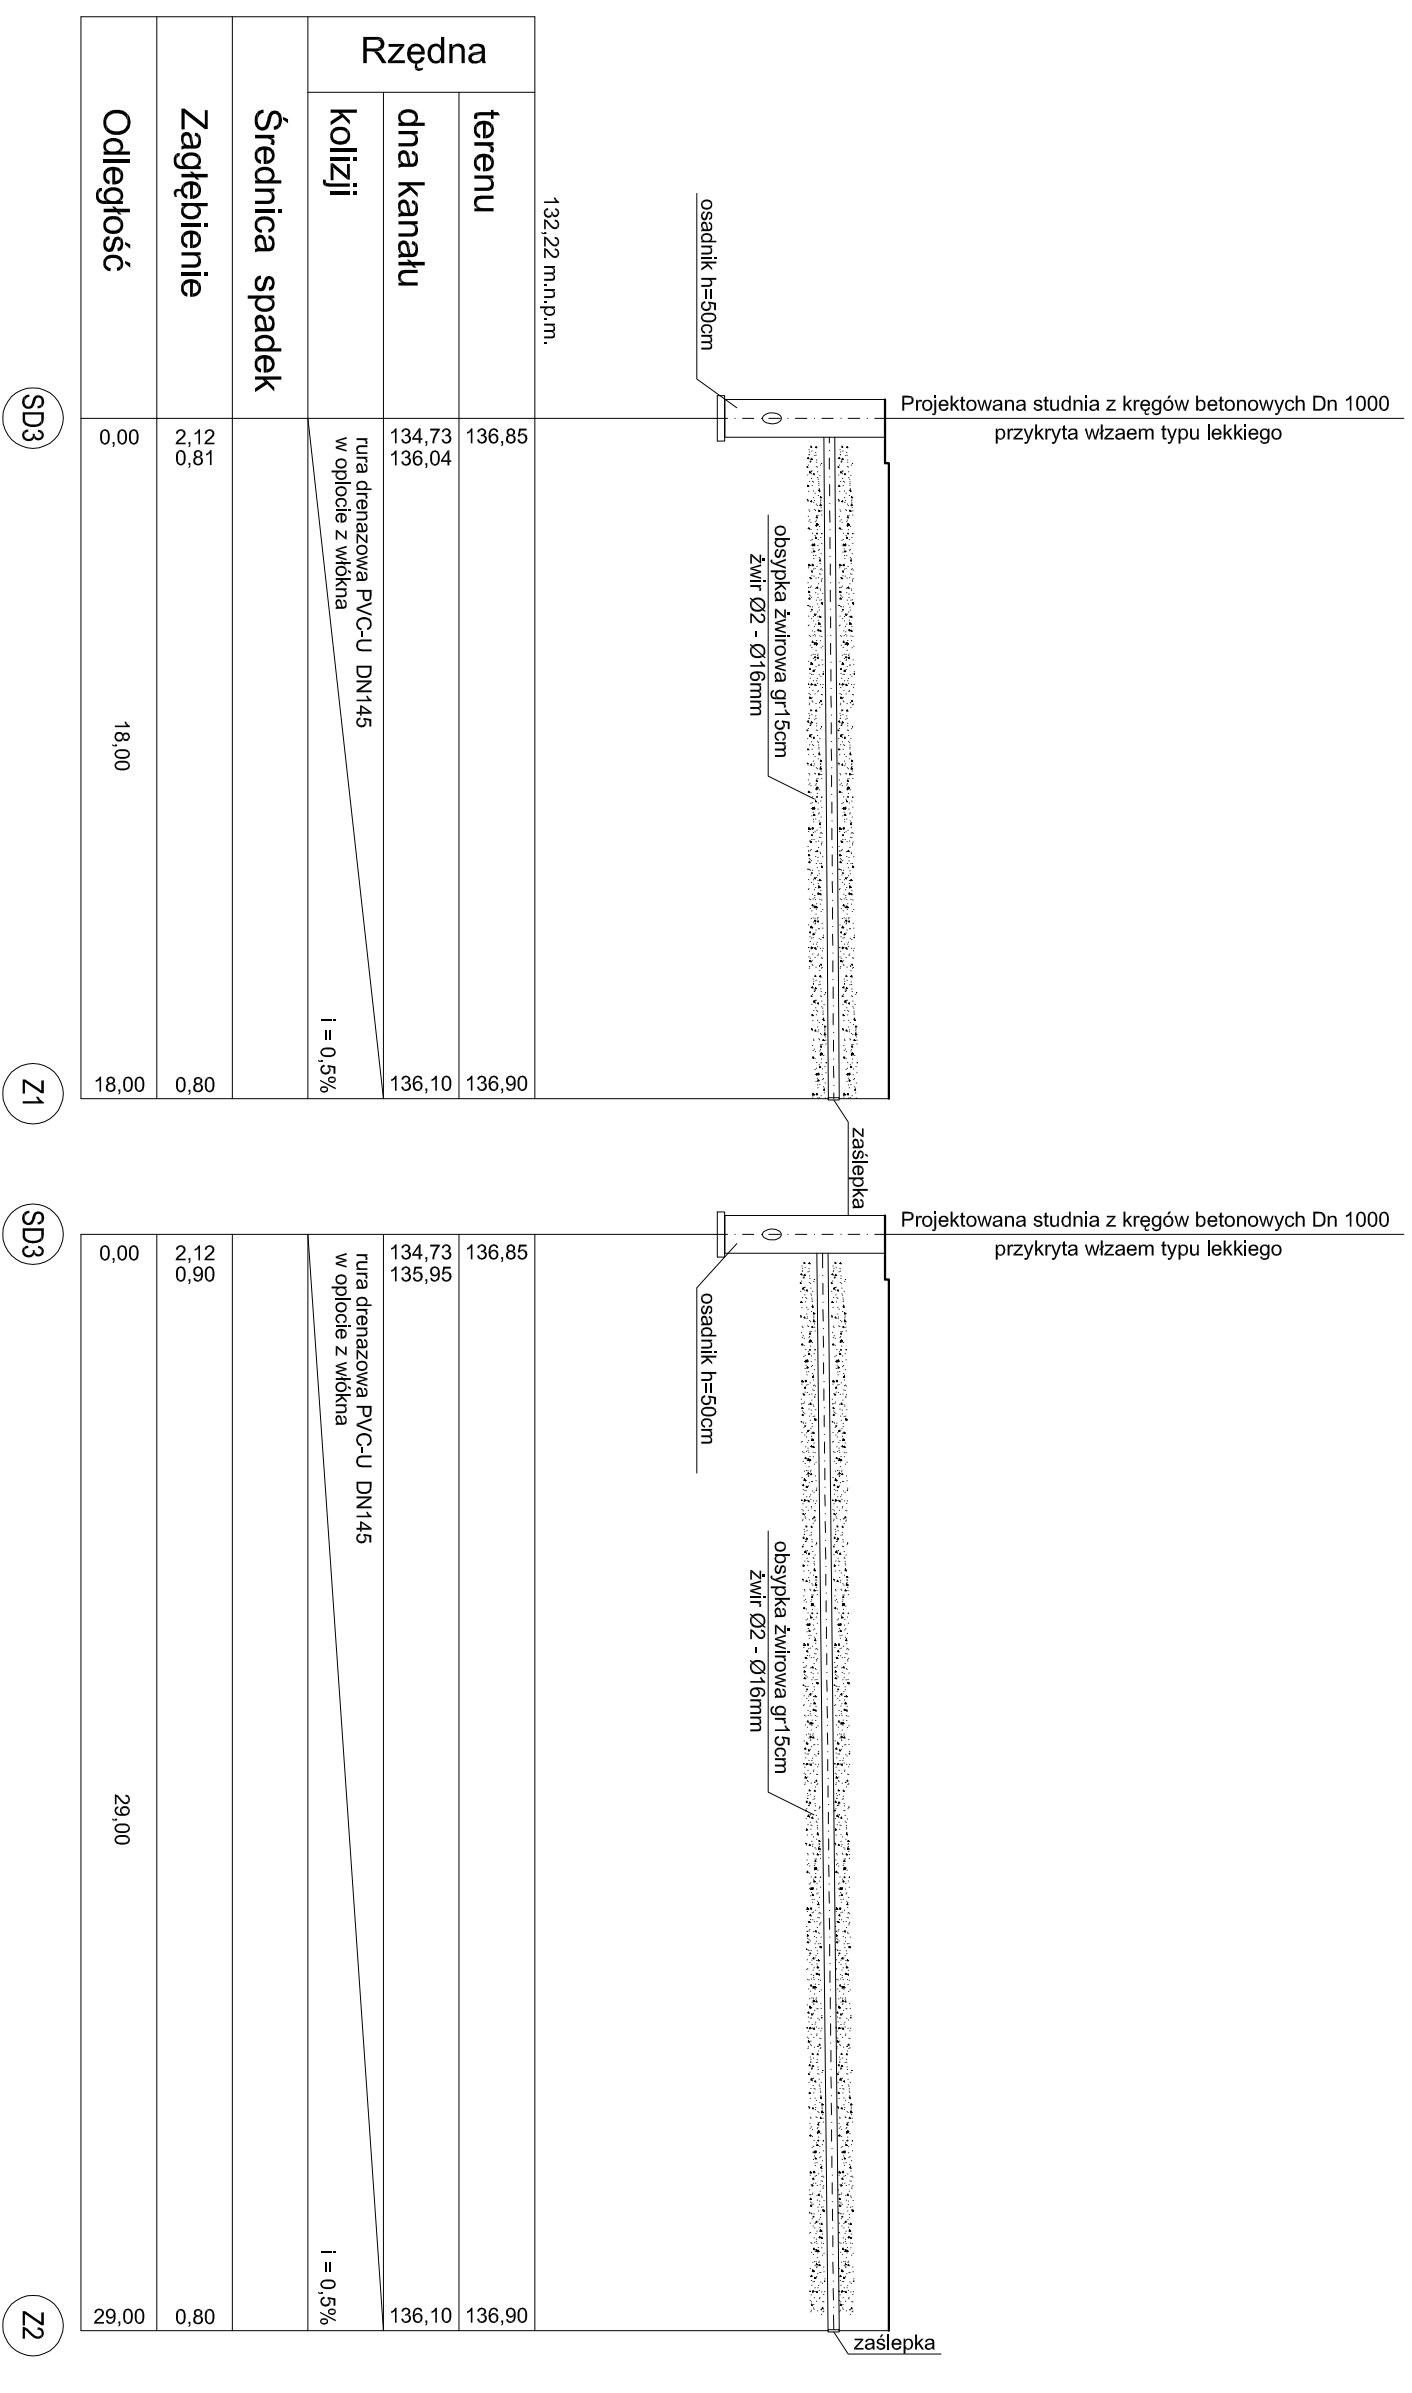 Projektowana studnia z kręgów betonowych Dn 1000
przykryta włzaem typu lekkiego
osadnik h=50cm
obsypka żwirowa gr15cm
żwir Ø2 - Ø16mm
zaślepka
Projektowana studnia z kręgów betonowych Dn 1000
przykryta włzaem typu lekkiego
osadnik h=50cm
obsypka żwirowa gr15cm
żwir Ø2 - Ø16mm
zaślepka
132,22 m.n.p.m.
Rzędna
terenu
136,85
136,90
136,85
136,90
dna kanału
134,73
136,04
136,10
134,73
135,95
136,10
kolizji
rura drenazowa PVC-U DN145
w oplocie z włókna
i = 0,5%
rura drenazowa PVC-U DN145
w oplocie z włókna
i = 0,5%
Średnica spadek
Zagłębienie
2,12
0,81
0,80
2,12
0,90
0,80
Odległość
0,00
18,00
18,00
0,00
29,00
29,00
SD3
Z1
SD3
Z2